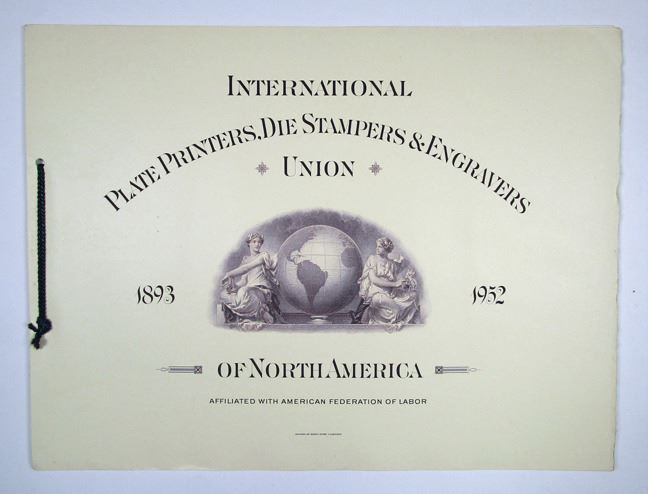 INTERNATIONAL
PLATE PRINTERS, DIE STAMPERS & ENGRAVERS
UNION
1893
1952
OF NORTH AMERICA
AFFILIATED WITH AMERICAN FEDERATION OF LABOR